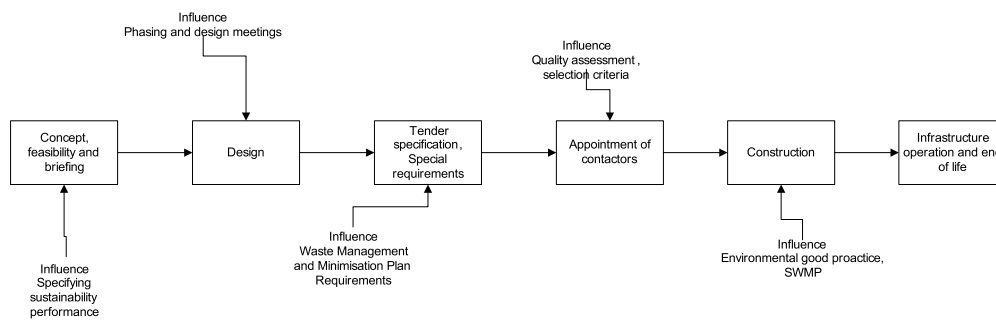 Influence
Phasing and design meetings
Influence
Quality assessment ,
selection criteria
Concept,
feasibility and
briefing
Design
Tender
specification ,
Special
requirements
Appointment of
contactors
Construction
Infrastructure
operation and end
of life
Influence
Specifying
sustainability
performance
Influence
Waste Management
and Minimisation Plan
Requirements
Influence
Environmental good proactice,
SWMP